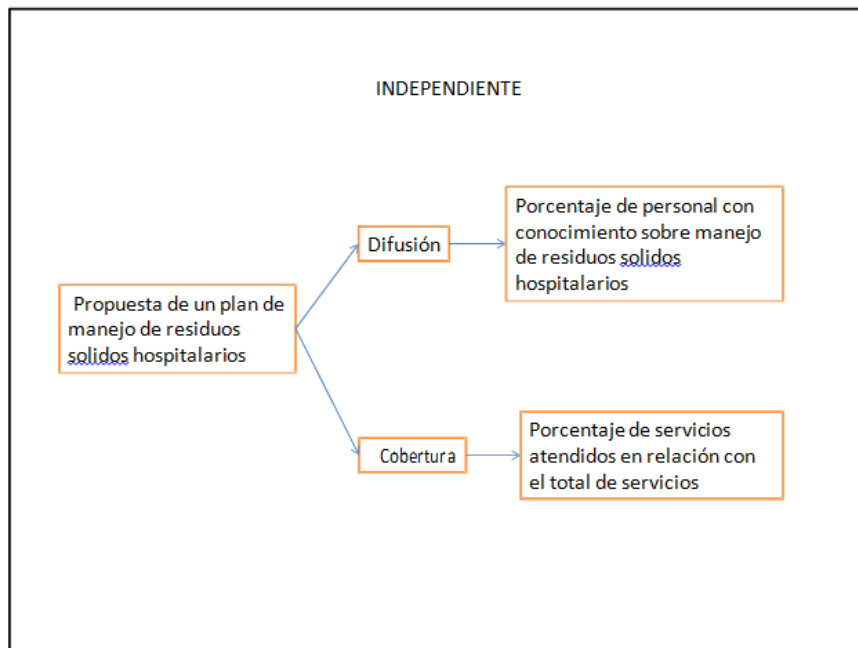 INDEPENDIENTE
Propuesta de un plan de
manejo de residuos
solidos hospitalarios
Difusión
Porcentaje de personal con
conocimiento sobre manejo
de residuos solidos
hospitalarios
Cobertura
Porcentaje de servicios
atendidos en relación con
el total de servicios